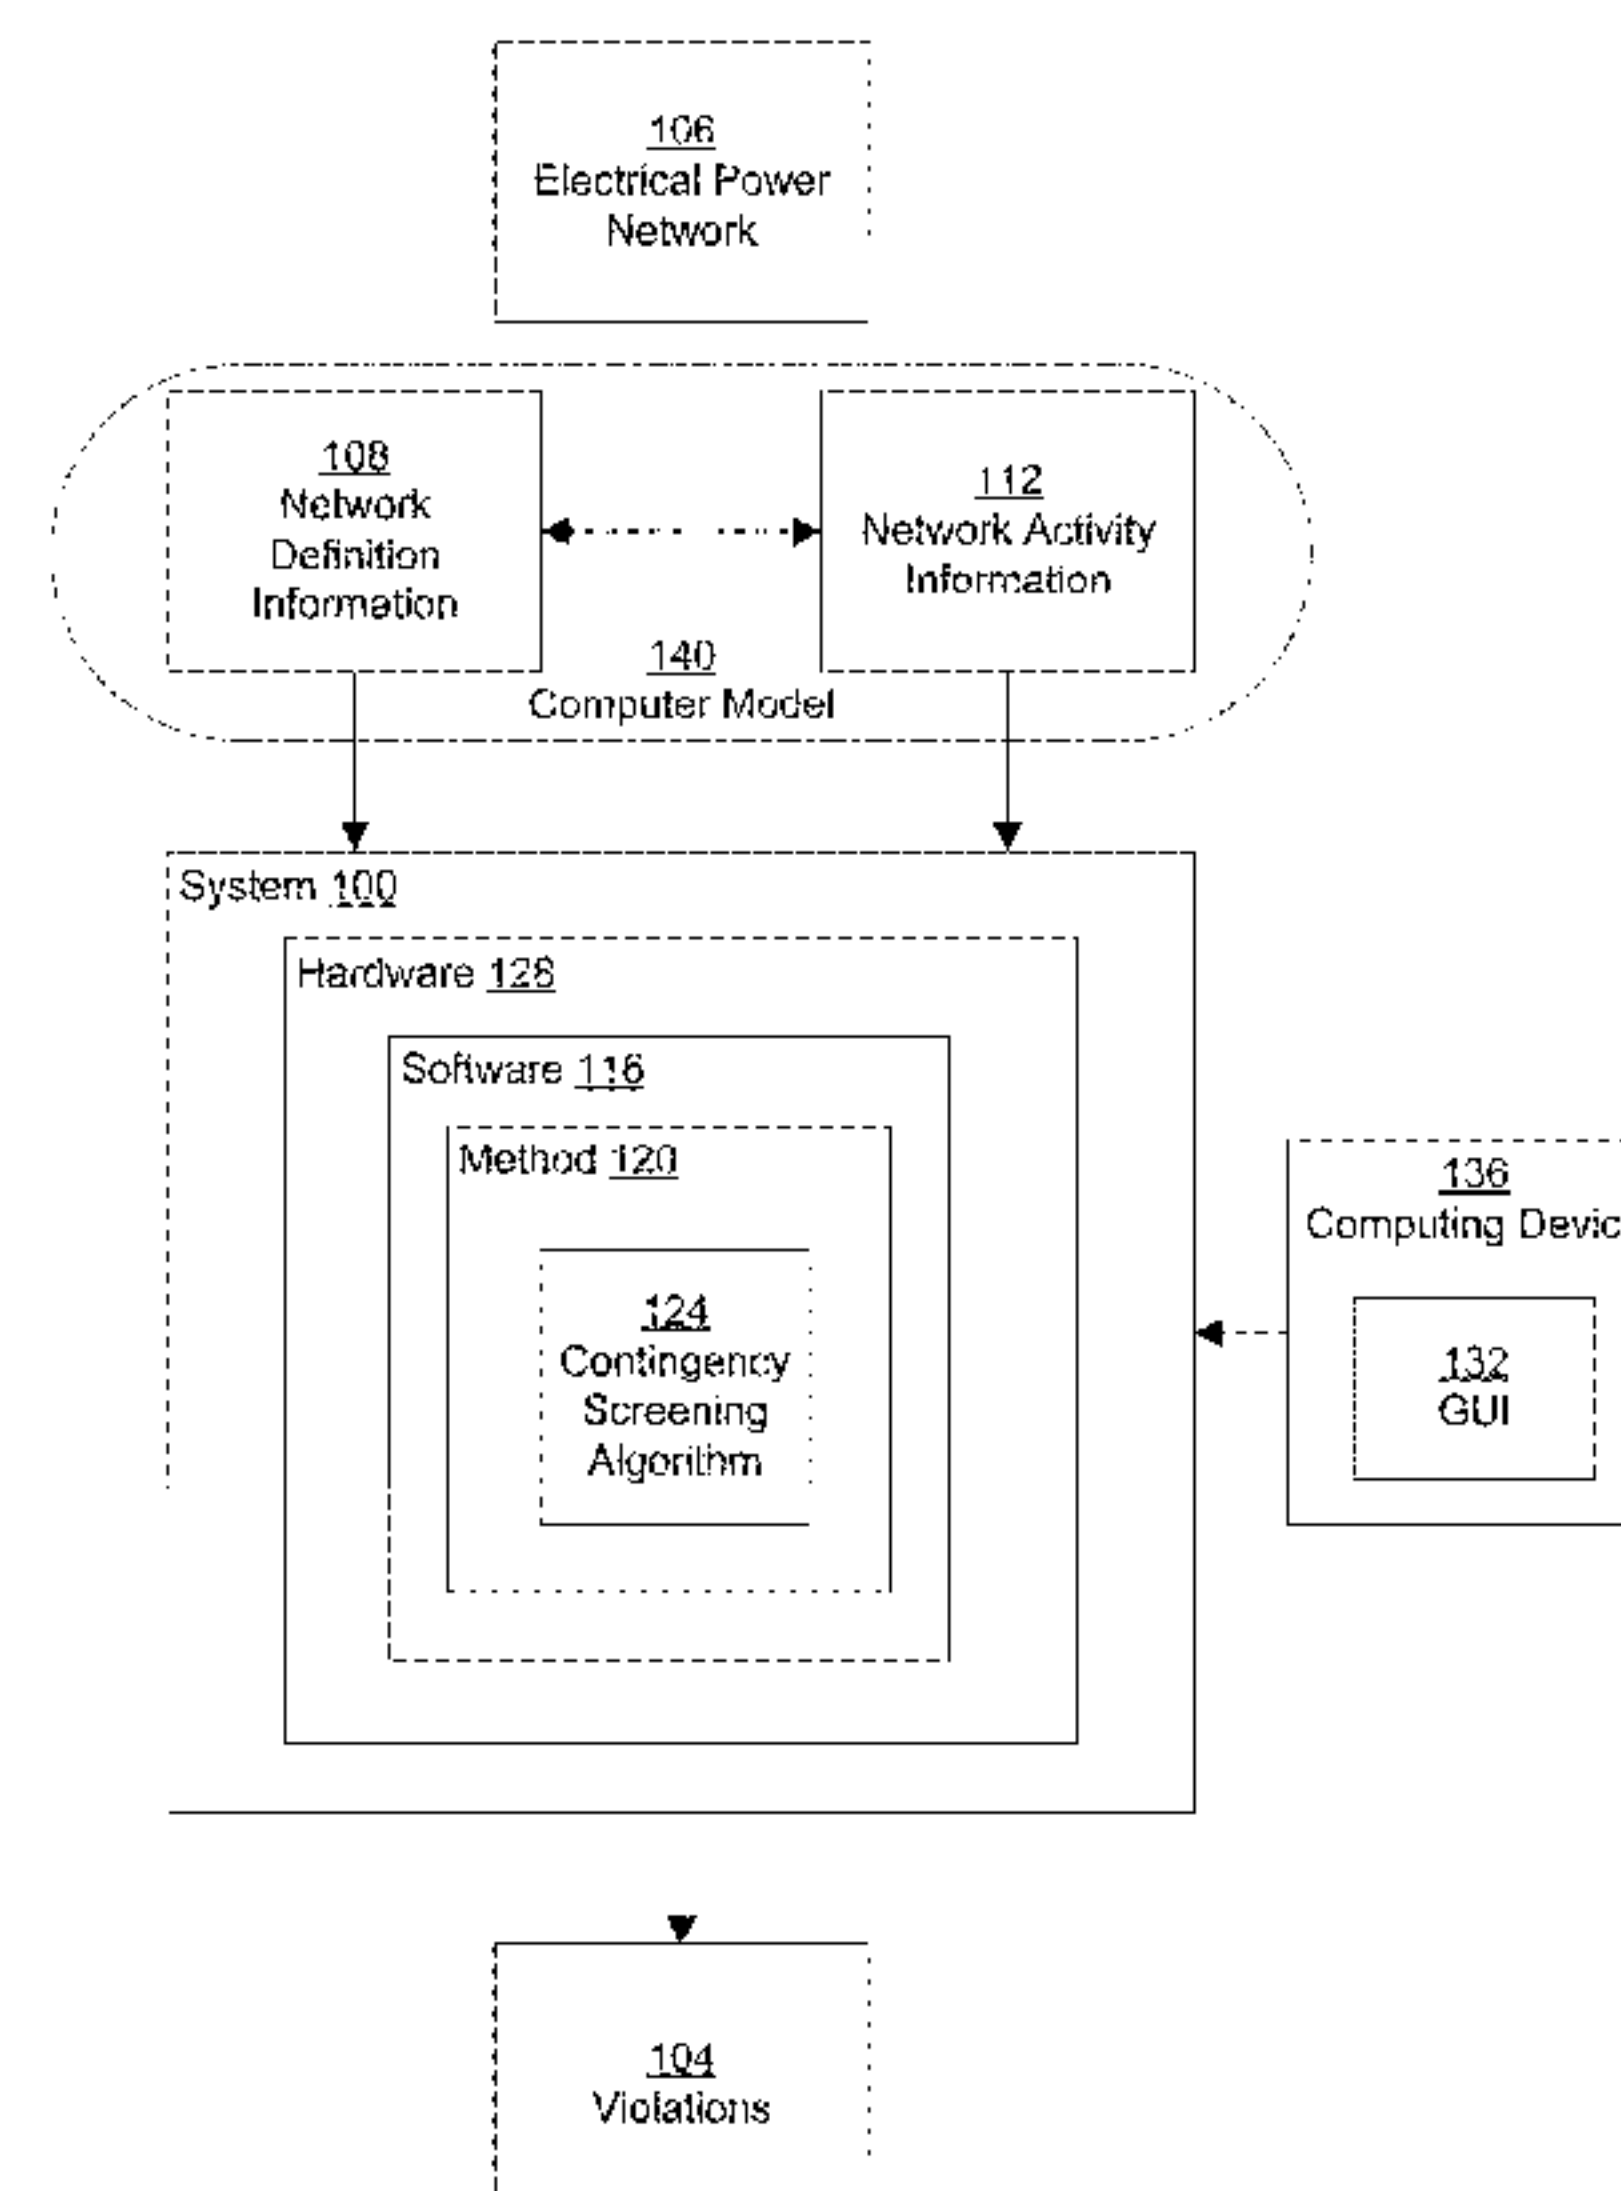 106
Electrical Power
Network
108
Network
Definition
Information
112
Network Activity
Information
140
Computer Model
System 100
Hardware 128
Software 116
Method 120
124
Contingency
Screening
Algorithm
136
Computing Devic
132
GUI
104
Violations